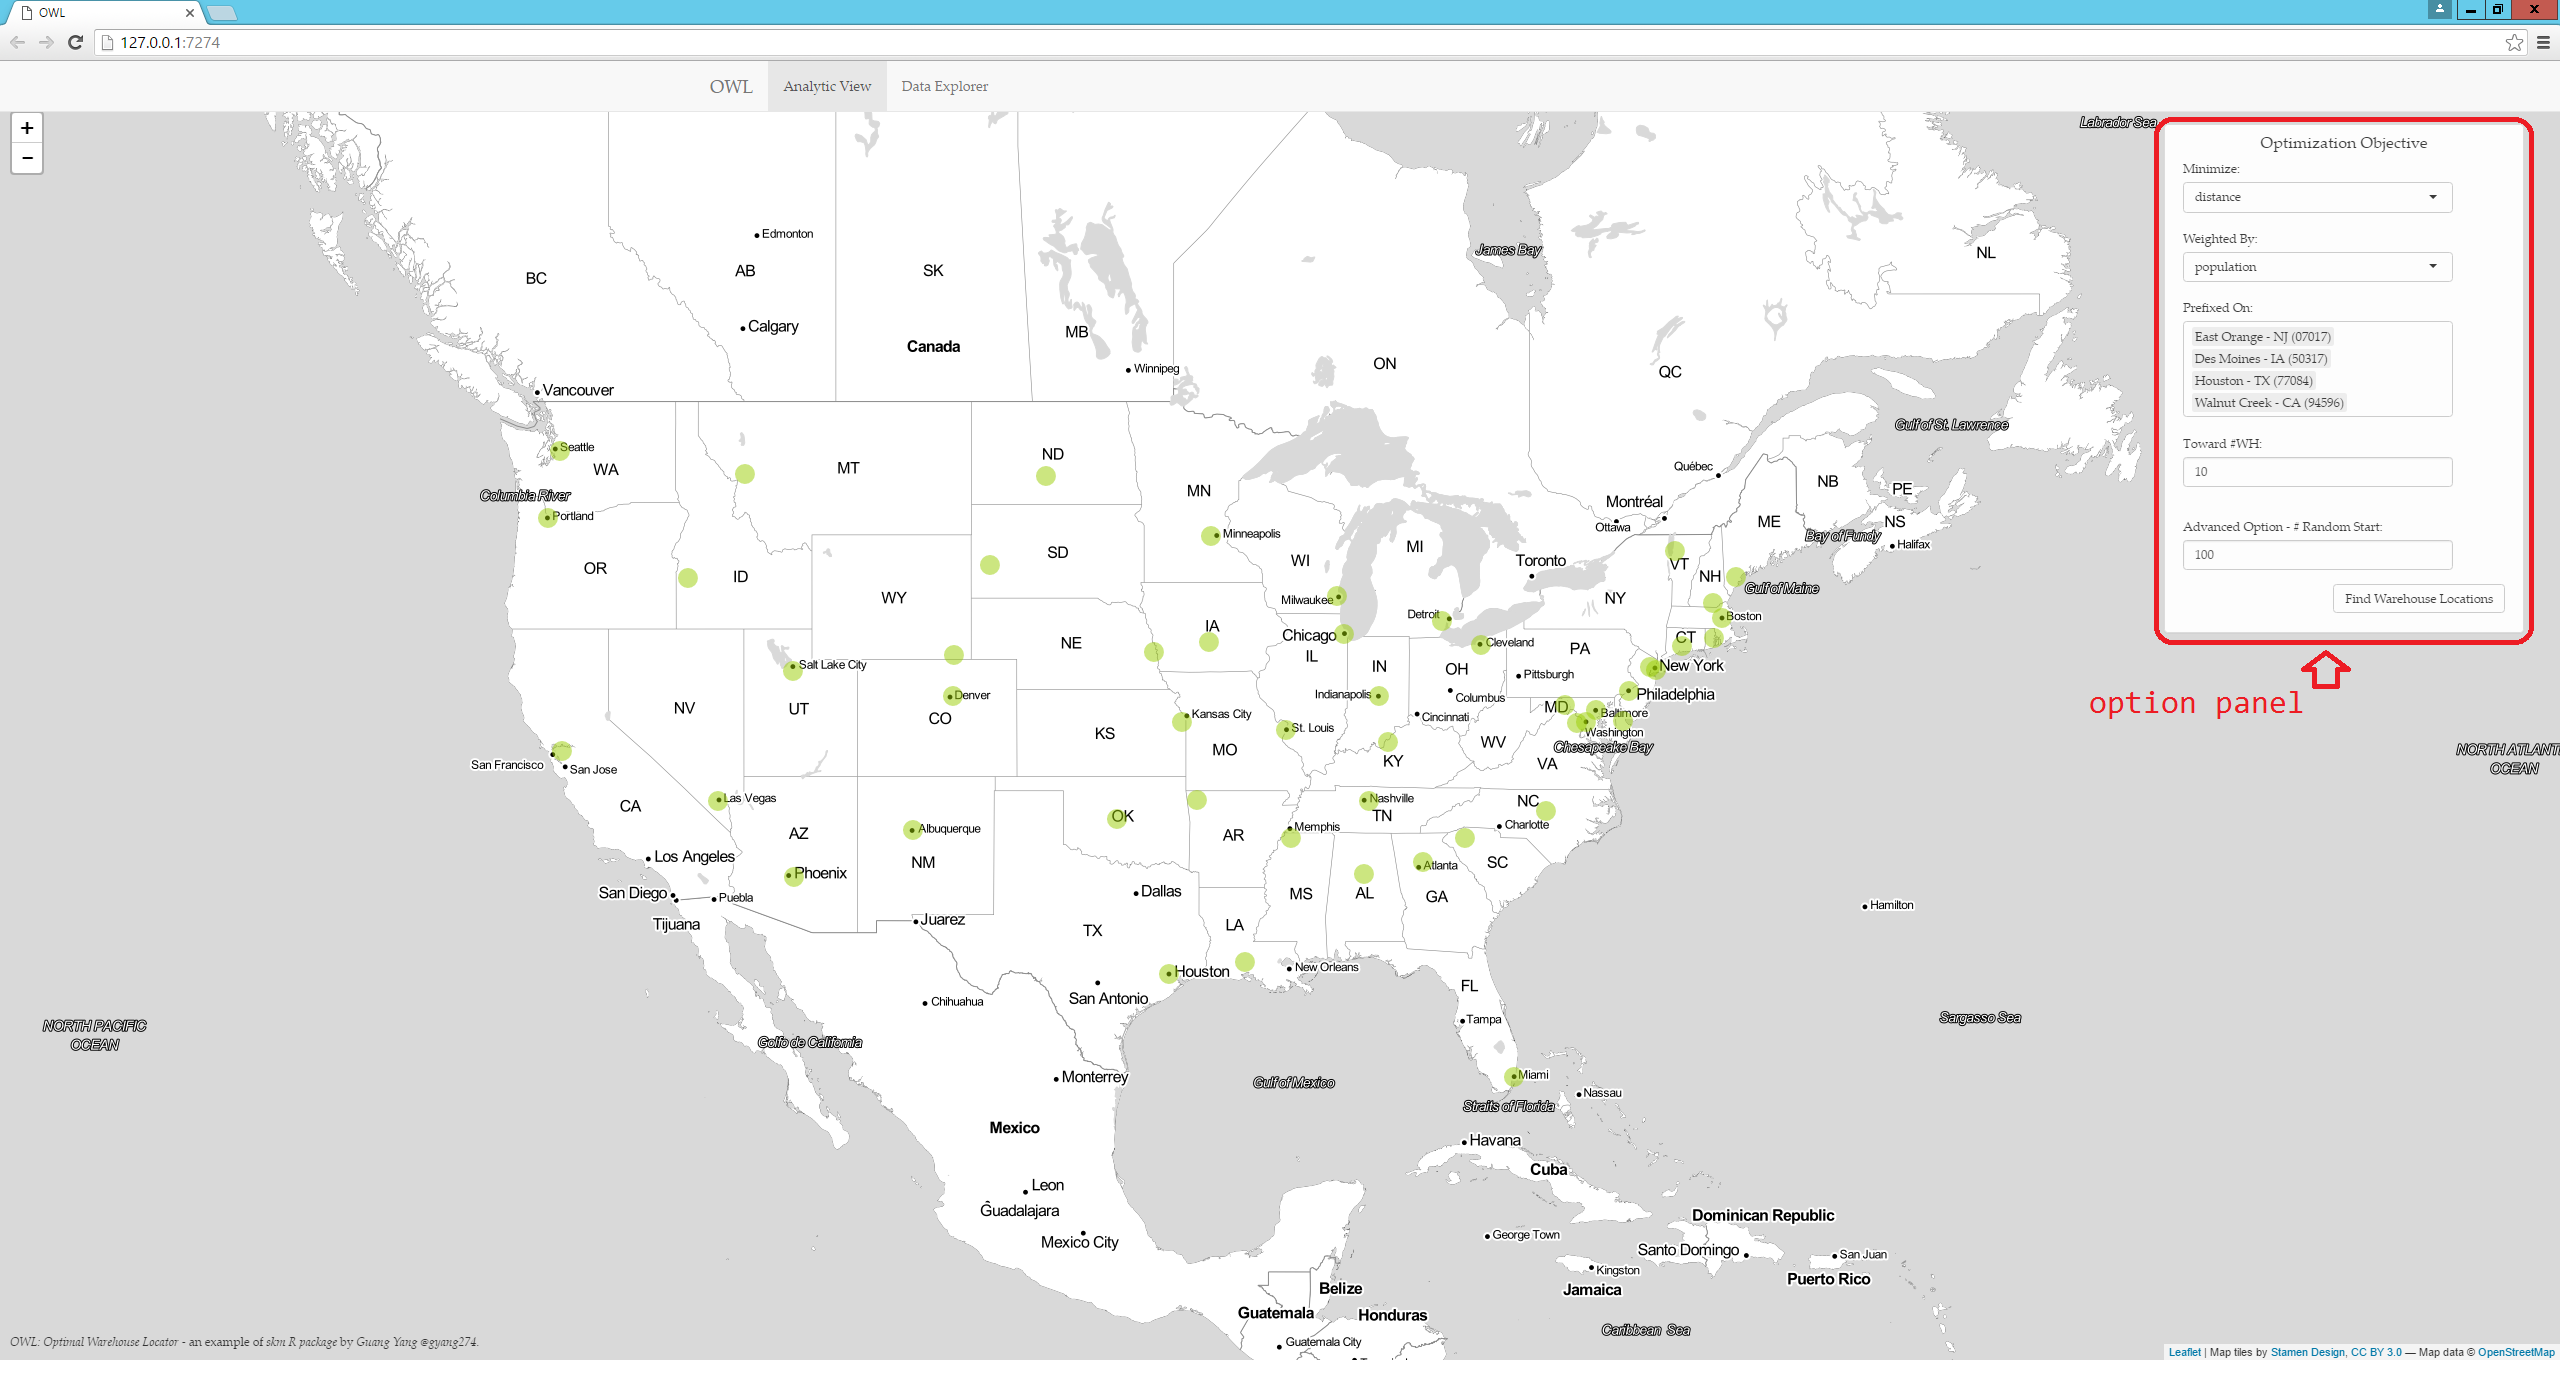 OWL
127.0.0.1:7274
OWL Analytic View Data Explorer
+
−
Labrador Sea
Optimization Objective
Minimize:
distance
Weighted By:
population
Prefixed On:
East Orange - NJ (07017)
Des Moines - IA (50317)
Houston - TX (77084)
Walnut Creek - CA (94596)
Toward #WH:
10
Advanced Option - # Random Start:
100
Find Warehouse Locations
option panel
Edmonton
BC
AB
SK
Calgary
Canada
MB
Winnipeg
Vancouver
ON
James Bay
QC
NL
Gulf of St. Lawrence
Québec
Montréal
Ottawa
NB
PE
NS
Halifax
Bay of Fundy
ME
Gulf of Maine
Toronto
Seattle
WA
Columbia River
Portland
OR
ID
MT
ND
MN
Minneapolis
SD
WI
MI
Milwaukee
Detroit
VT
NH
NY
Boston
CT
WY
NE
IA
Chicago
IL
IN
OH
Cleveland
PA
Pittsburgh
New York
Philadelphia
Salt Lake City
Denver
NV
UT
CO
Kansas City
KS
MO
St. Louis
Indianapolis
Columbus
Cincinnati
MD
Baltimore
Washington
Chesapeake Bay
WV
VA
KY
San Francisco
San Jose
CA
Las Vegas
AZ
Albuquerque
NM
OK
AR
Memphis
Nashville
TN
NC
Charlotte
SC
Atlanta
GA
AL
MS
LA
Los Angeles
San Diego
Tijuana
Puebla
Phoenix
Juarez
Dallas
TX
Houston
San Antonio
New Orleans
FL
Tampa
Miami
Straits of Florida
Nassau
Hamilton
NORTH ATLANT
OCEAN
Sargasso Sea
NORTH PACIFIC
OCEAN
Golfo de California
Chihuahua
Monterrey
Gulf of Mexico
Mexico
Leon
Guadalajara
Mexico City
Havana
Cuba
George Town
Kingston
Jamaica
Dominican Republic
Santo Domingo
San Juan
Puerto Rico
Belize
Guatemala
Honduras
Guatemala City
Caribbean Sea
OWL: Optimal Warehouse Locator - an example of skm R package by Guang Yang @gyang274.
Leaflet | Map tiles by Stamen Design, CC BY 3.0 — Map data © OpenStreetMap